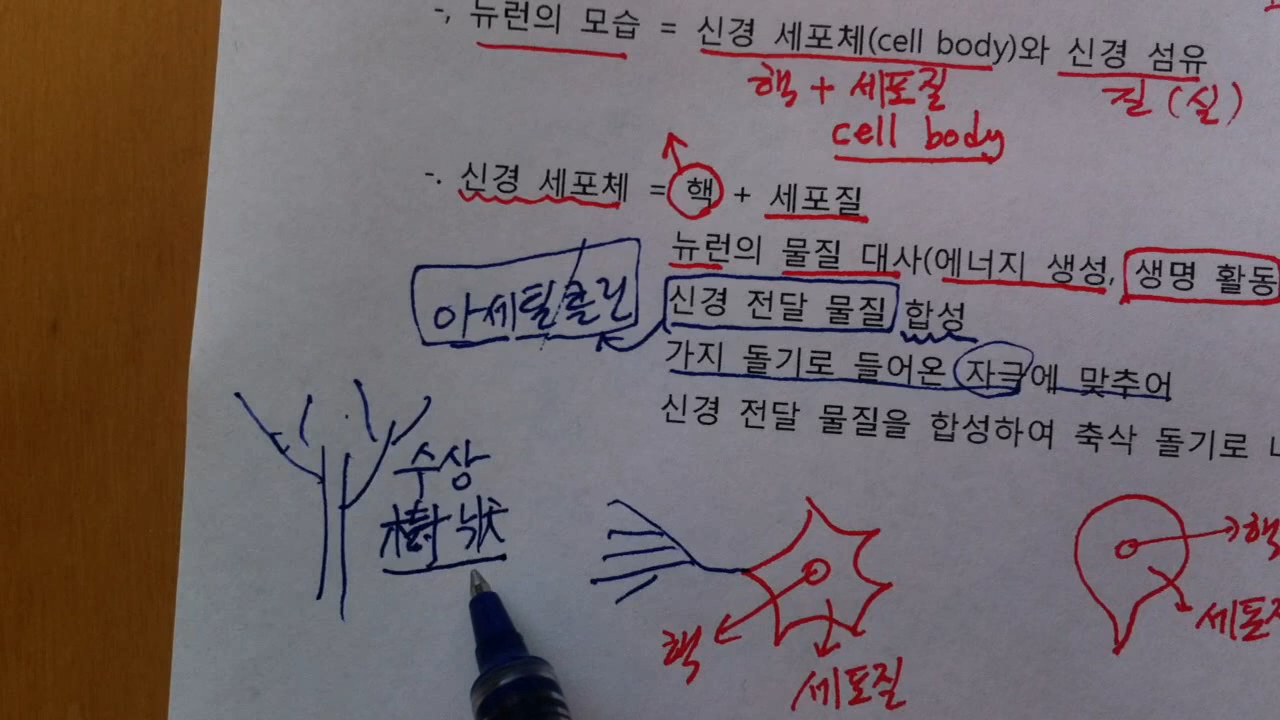 -, 뉴런의 모습 = 신경 세포체(cell body)와 신경 섬유
핵 + 세포질
질 (실)
cell body
-. 신경 세포체 = 핵 + 세포질
뉴런의 물질 대사(에너지 생성, 생명 활동
아세틸콜린
신경 전달 물질 합성
가지 돌기로 들어온 자극에 맞추어
신경 전달 물질을 합성하여 축삭 돌기로
수상
樹狀
핵
세포질
핵
세포질